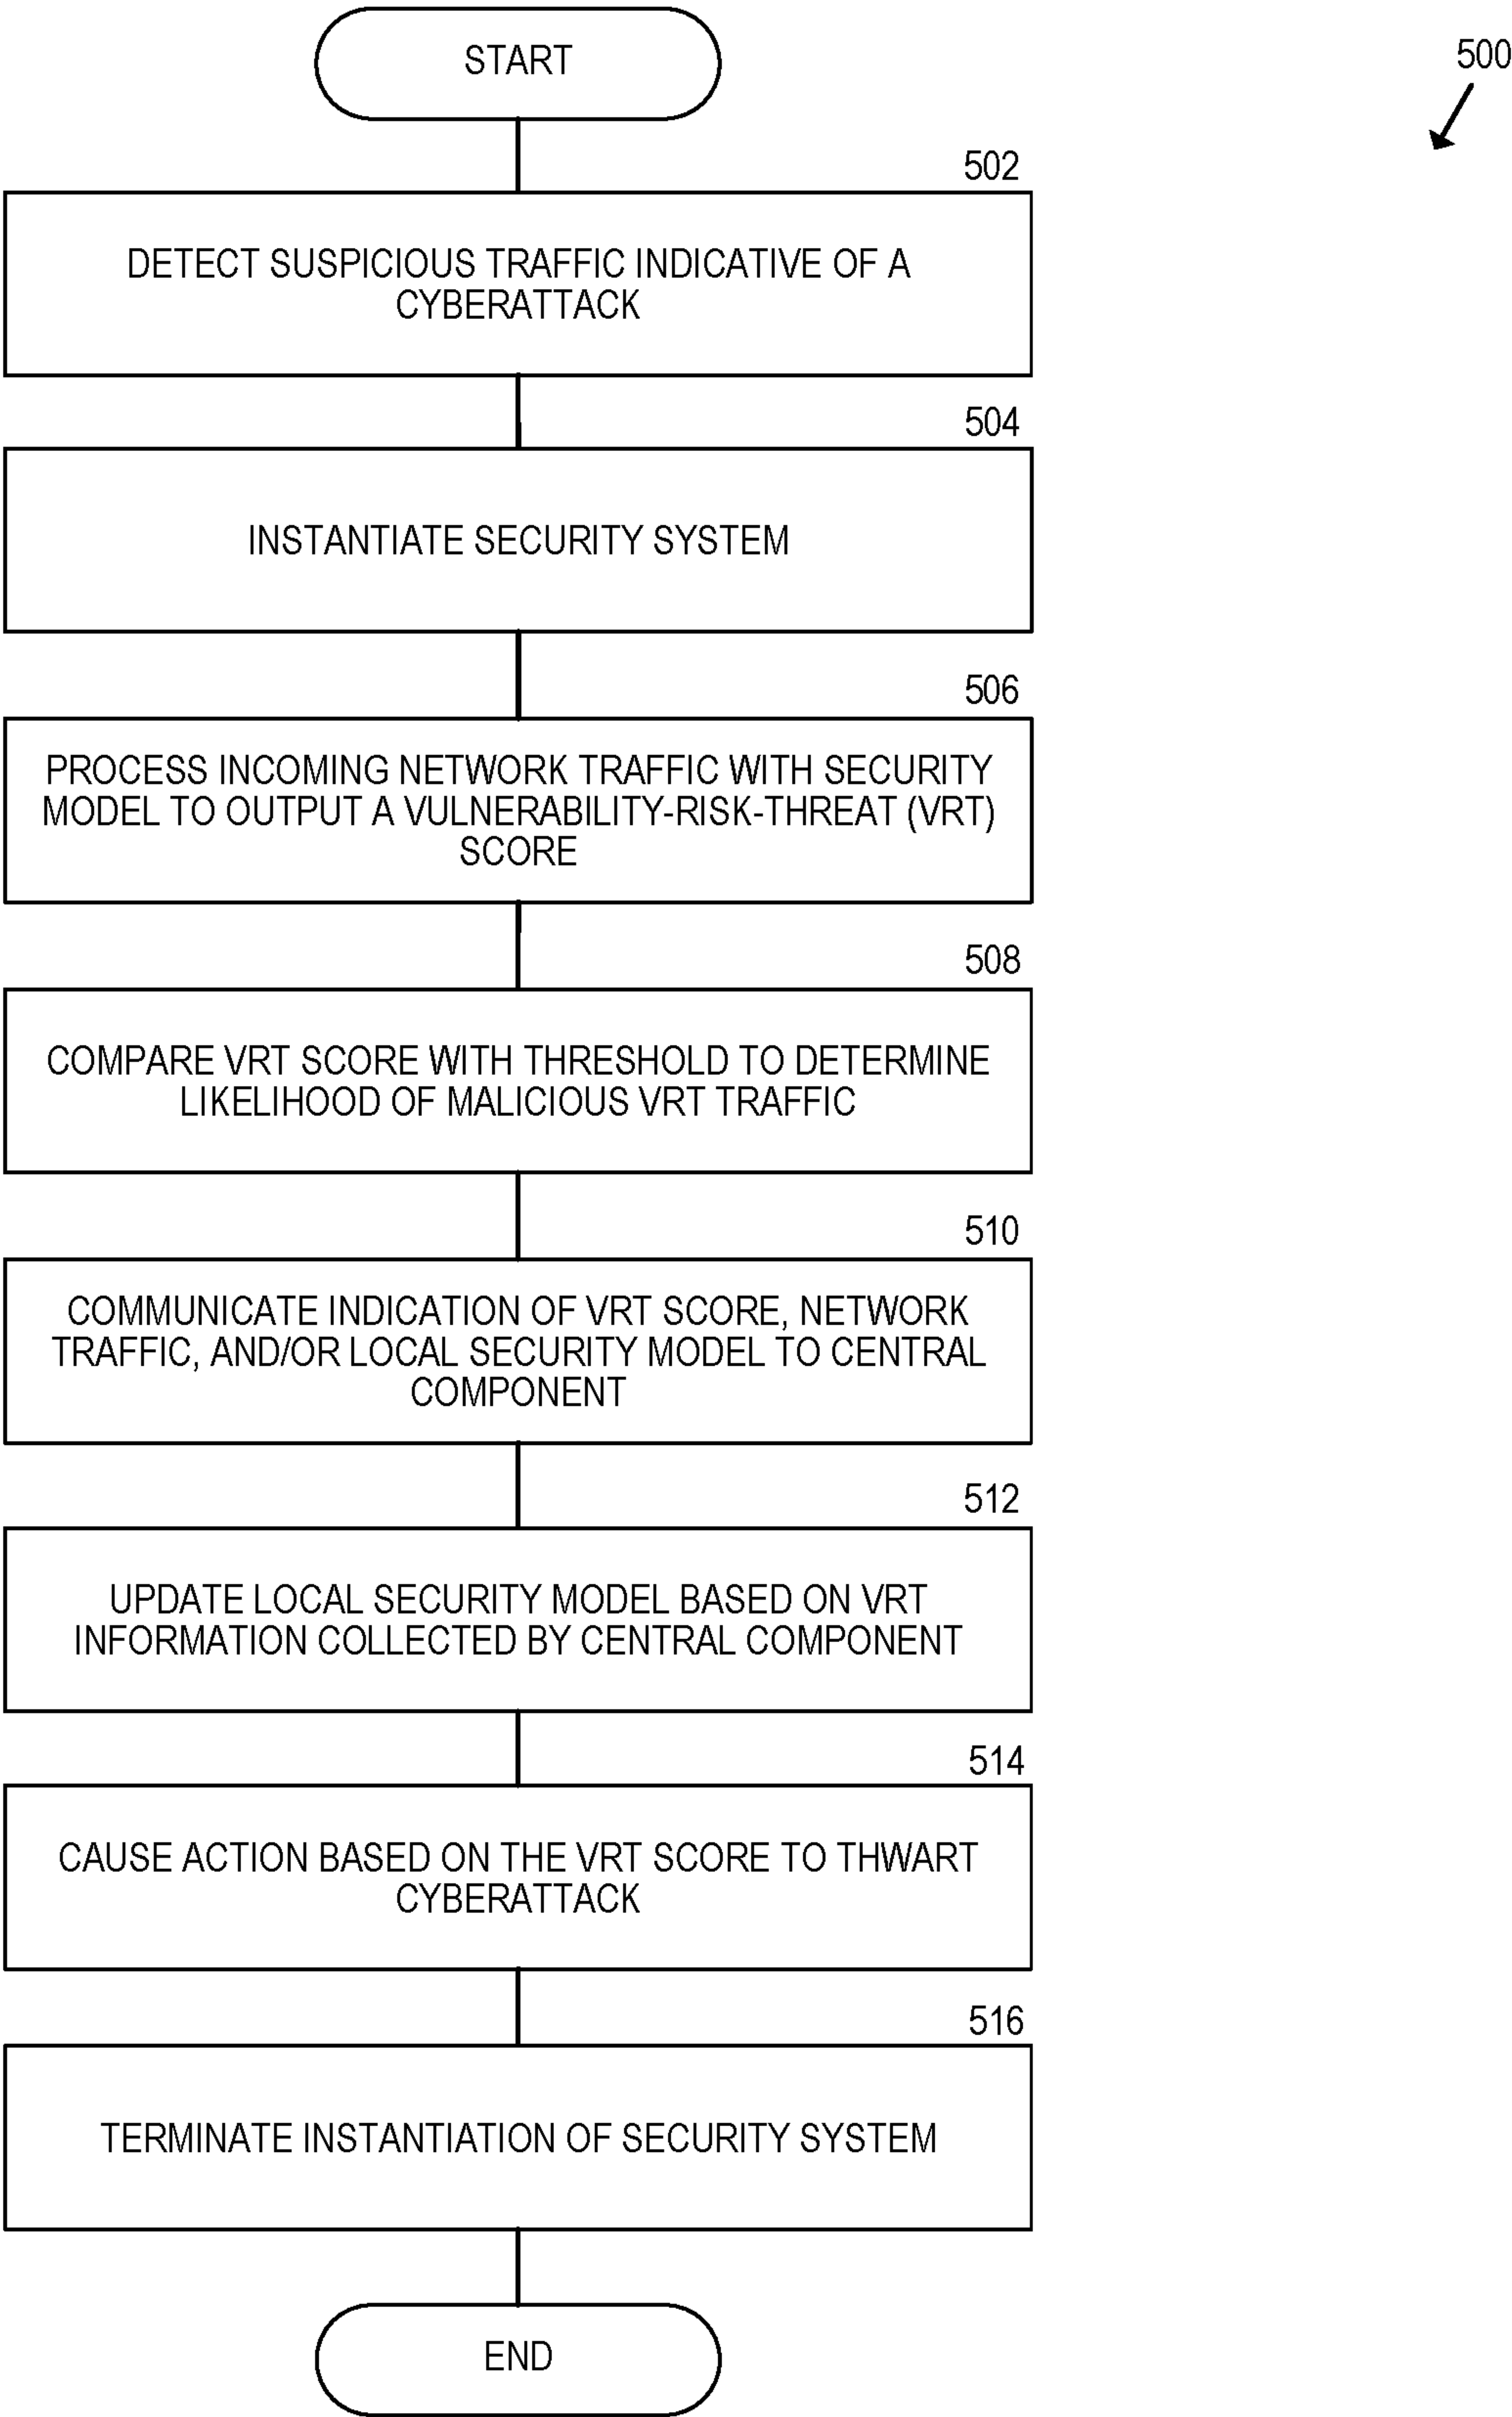 START
500
502
DETECT SUSPICIOUS TRAFFIC INDICATIVE OF A
CYBERATTACK
504
INSTANTIATE SECURITY SYSTEM
506
PROCESS INCOMING NETWORK TRAFFIC WITH SECURITY
MODEL TO OUTPUT A VULNERABILITY-RISK-THREAT (VRT)
SCORE
508
COMPARE VRT SCORE WITH THRESHOLD TO DETERMINE
LIKELIHOOD OF MALICIOUS VRT TRAFFIC
510
COMMUNICATE INDICATION OF VRT SCORE, NETWORK
TRAFFIC, AND/OR LOCAL SECURITY MODEL TO CENTRAL
COMPONENT
512
UPDATE LOCAL SECURITY MODEL BASED ON VRT
INFORMATION COLLECTED BY CENTRAL COMPONENT
514
CAUSE ACTION BASED ON THE VRT SCORE TO THWART
CYBERATTACK
516
TERMINATE INSTANTIATION OF SECURITY SYSTEM
END